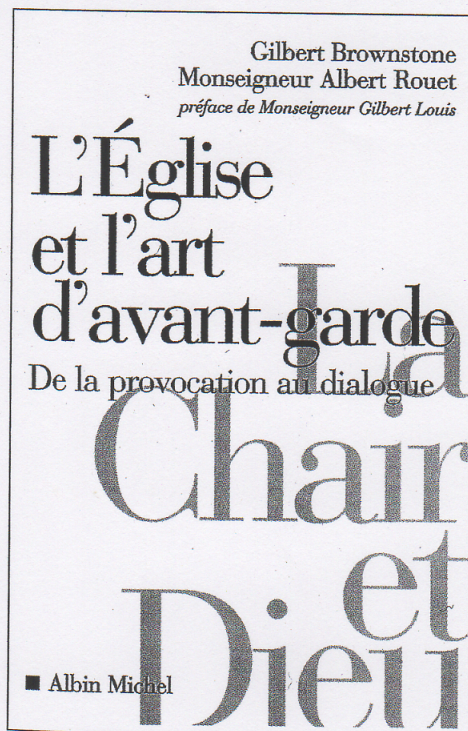 Gilbert Brownstone
Monseigneur Albert Rouet
préface de Monseigneur Gilbert Louis
L'Église
et l'art
d'avant-garde
De la provocation au dialogue
La
Chair
et
Dieu
■ Albin Michel